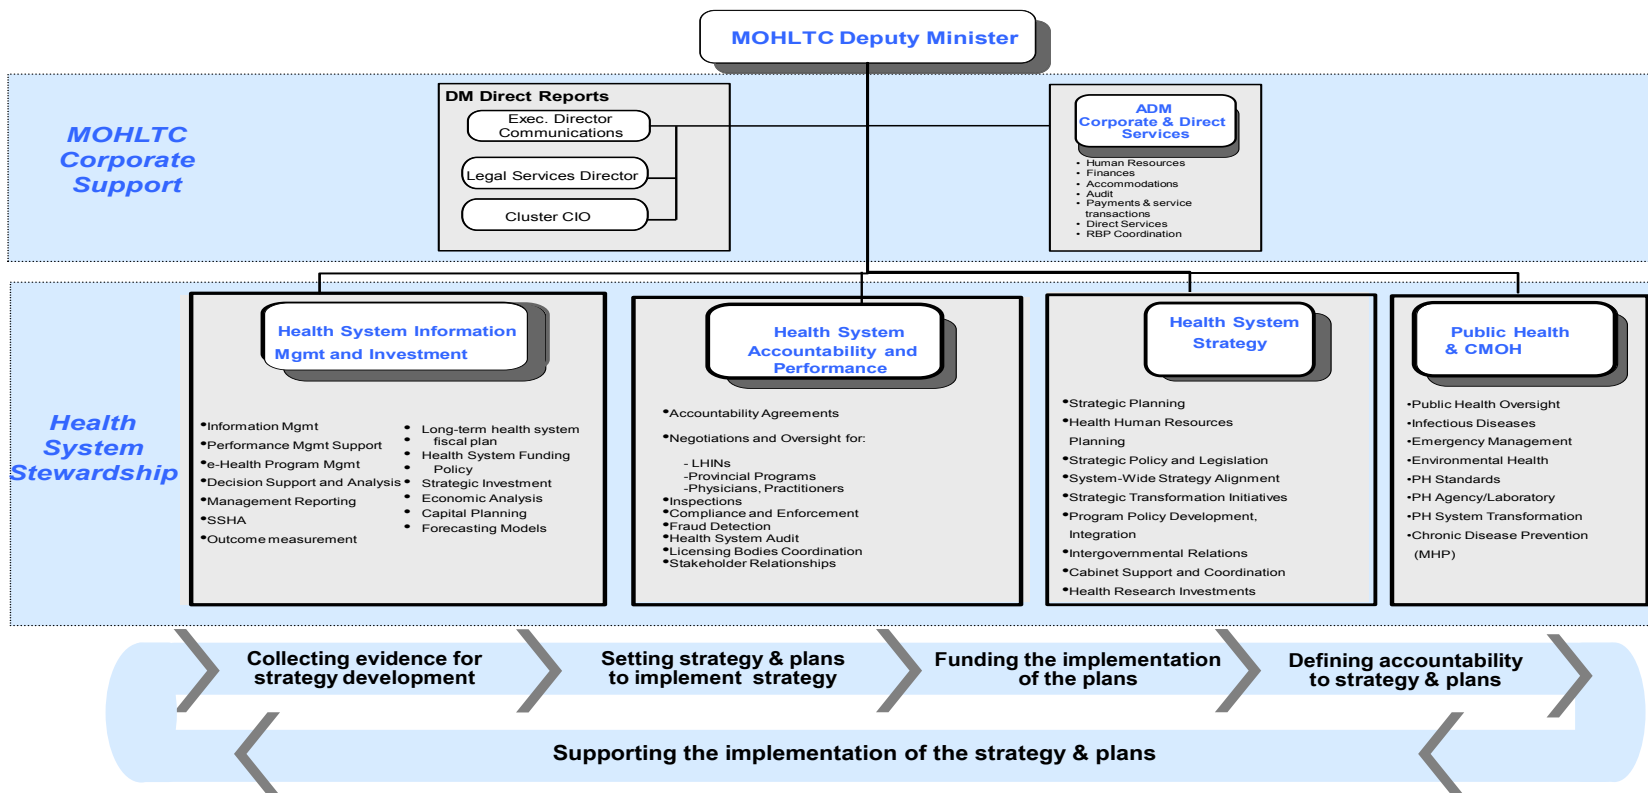 MOHLTC Deputy Minister
MOHLTC
Corporate
Support
DM Direct Reports
Exec. Director
Communications
Legal Services Director
Cluster CIO
ADM
Corporate & Direct
Services
• Human Resources
• Finances
• Accommodations
• Audit
• Payments & service
transactions
• Direct Services
• RBP Coordination
Health
System
Stewardship
Health System Information
Mgmt and Investment
•Information Mgmt
•Performance Mgmt Support
•e-Health Program Mgmt
•Decision Support and Analysis
•Management Reporting
•SSHA
•Outcome measurement
• Long-term health system
• fiscal plan
• Health System Funding
• Policy
• Strategic Investment
• Economic Analysis
• Capital Planning
• Forecasting Models
Health System
Accountability and
Performance
•Accountability Agreements
•Negotiations and Oversight for:
- LHINs
-Provincial Programs
-Physicians, Practitioners
•Inspections
•Compliance and Enforcement
•Fraud Detection
•Health System Audit
•Licensing Bodies Coordination
•Stakeholder Relationships
Health System
Strategy
•Strategic Planning
•Health Human Resources
Planning
•Strategic Policy and Legislation
•System-Wide Strategy Alignment
•Strategic Transformation Initiatives
•Program Policy Development,
Integration
•Intergovernmental Relations
•Cabinet Support and Coordination
•Health Research Investments
Public Health
& CMOH
•Public Health Oversight
•Infectious Diseases
•Emergency Management
•Environmental Health
•PH Standards
•PH Agency/Laboratory
•PH System Transformation
•Chronic Disease Prevention
(MHP)
Collecting evidence for
strategy development
Setting strategy & plans
to implement strategy
Funding the implementation
of the plans
Defining accountability
to strategy & plans
Supporting the implementation of the strategy & plans